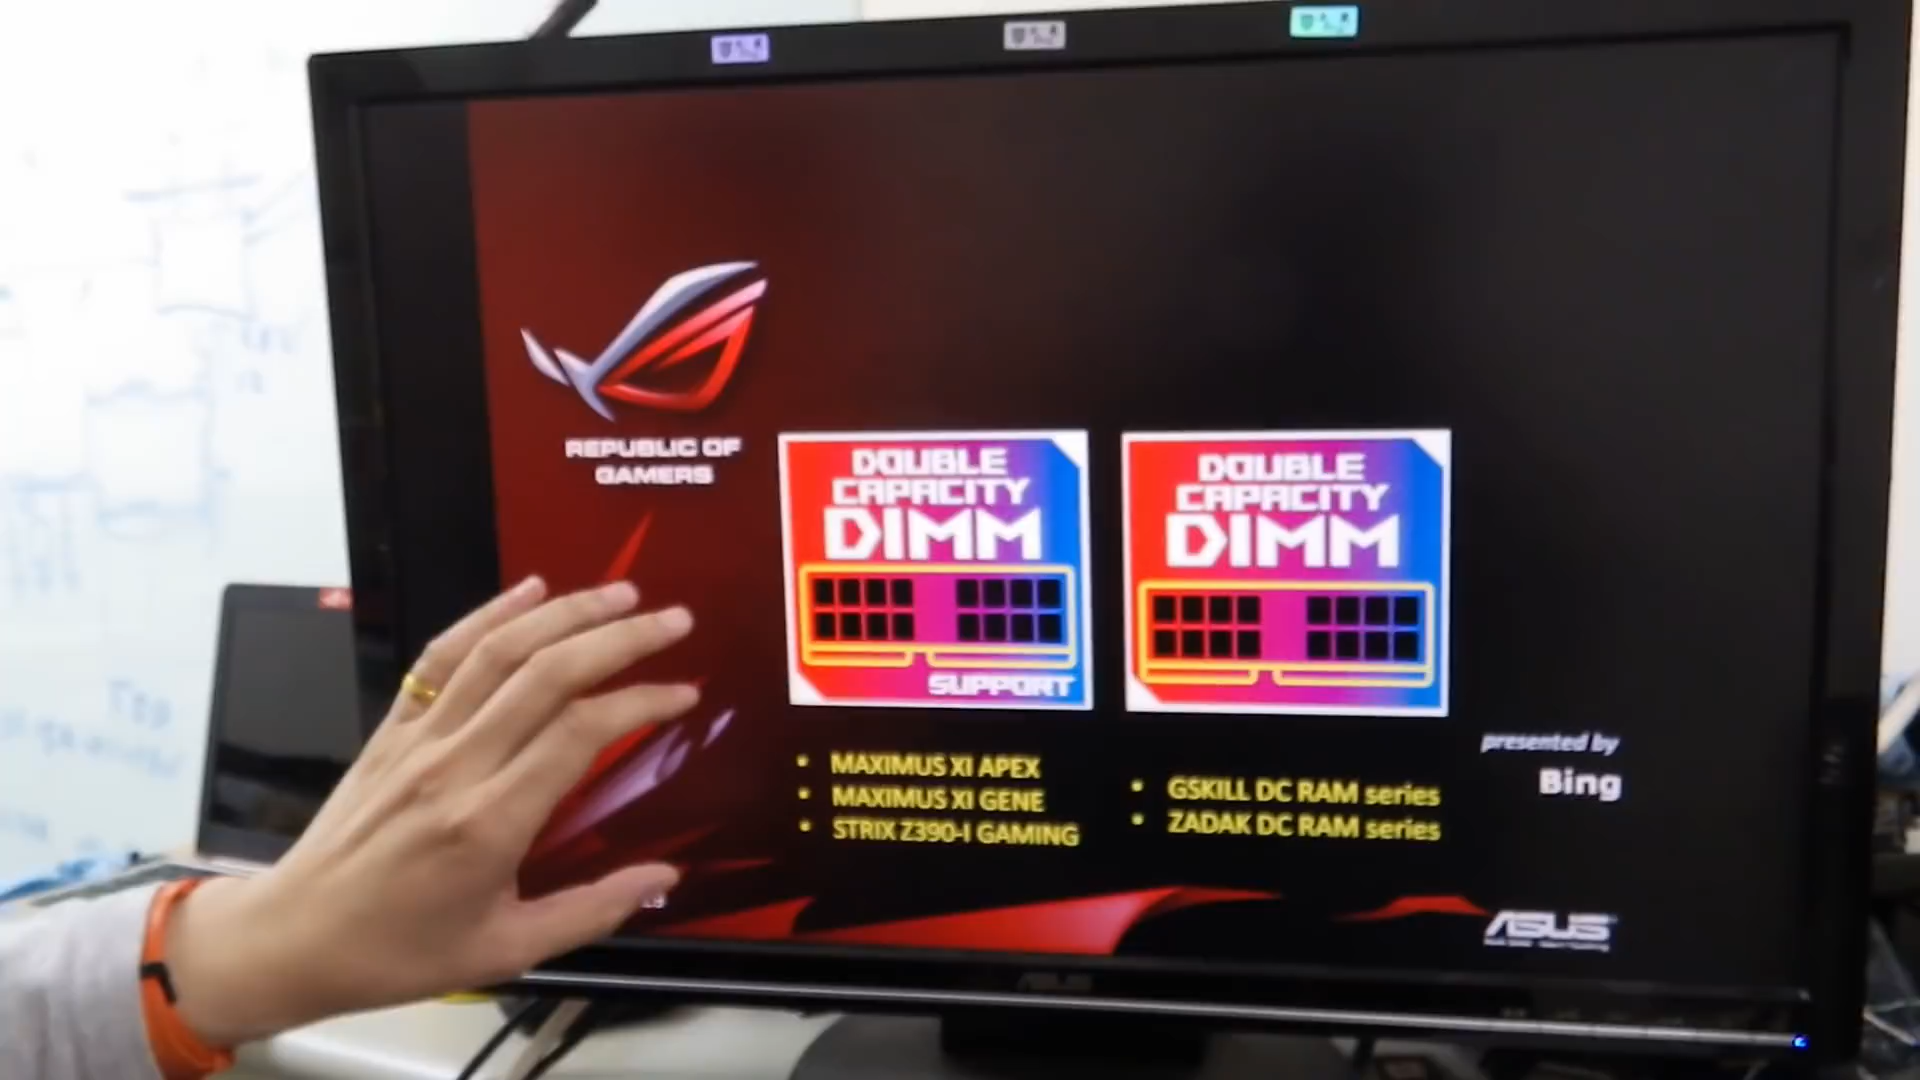 REPUBLIC OF
GAMERS
DOUBLE
CAPACITY
DIMM
SUPPORT
DOUBLE
CAPACITY
DIMM
• MAXIMUS XI APEX
• MAXIMUS XI GENE
• STRIX Z390-I GAMING
• GSKILL DC RAM series
• ZADAK DC RAM series
presented by
Bing
ASUS
ASUS